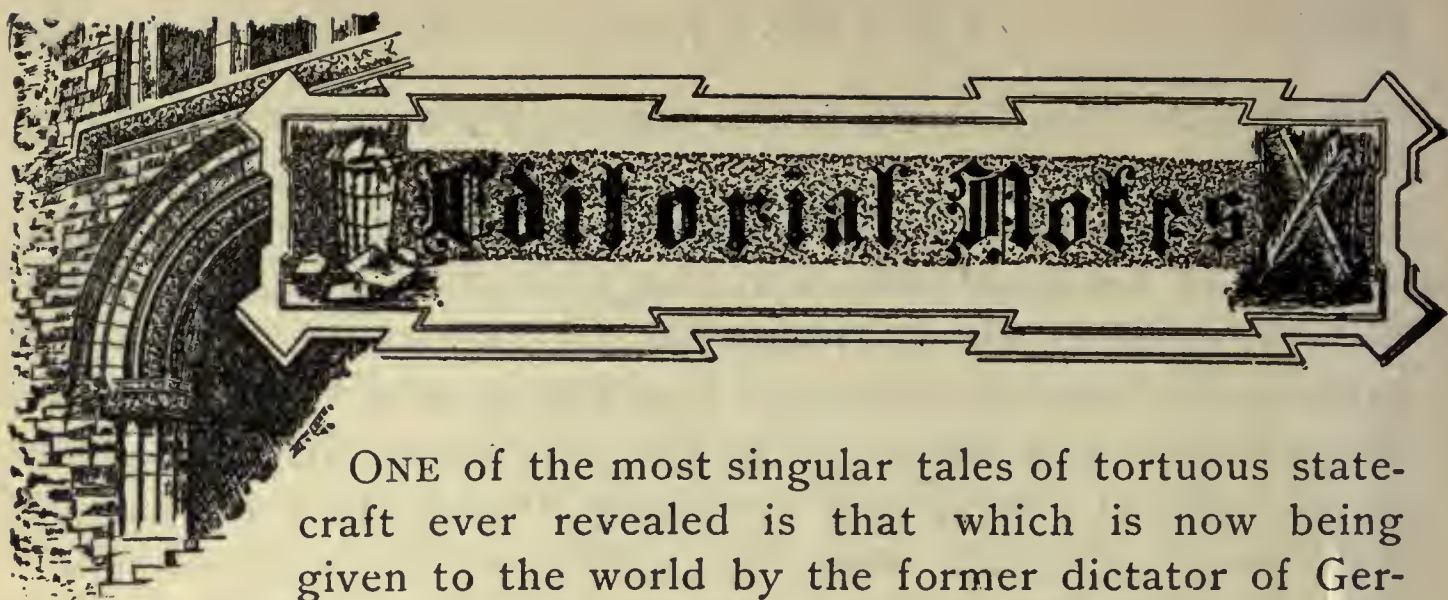 Editorial Notes
ONE of the most singular tales of tortuous state-
craft ever revealed is that which is now being
given to the world by the former dictator of Ger-